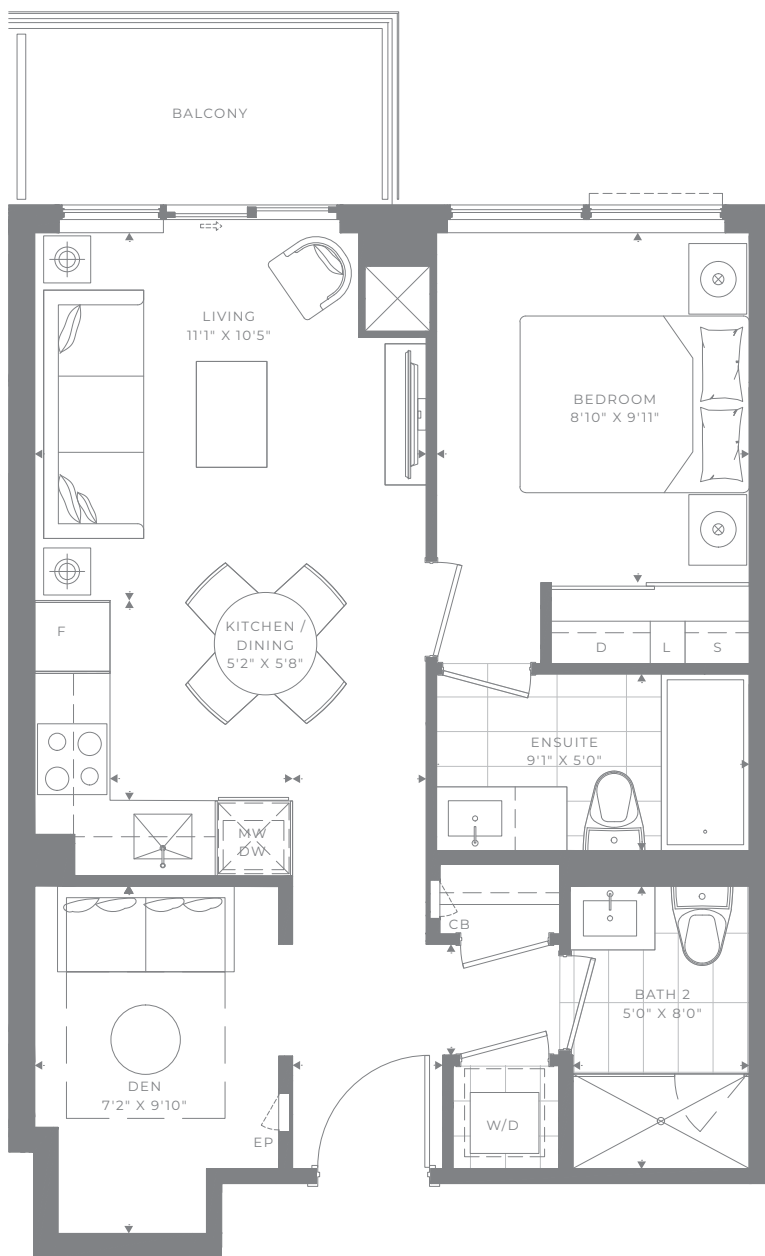 BALCONY
LIVING
11'1" X 10'5"
BEDROOM
8'10" X 9'11"
F
KITCHEN /
DINING
5'2" X 5'8"
D
L
S
ENSUITE
9'1" X 5'0"
MW
DW
CB
BATH 2
5'0" X 8'0"
DEN
7'2" X 9'10"
W/D
EP